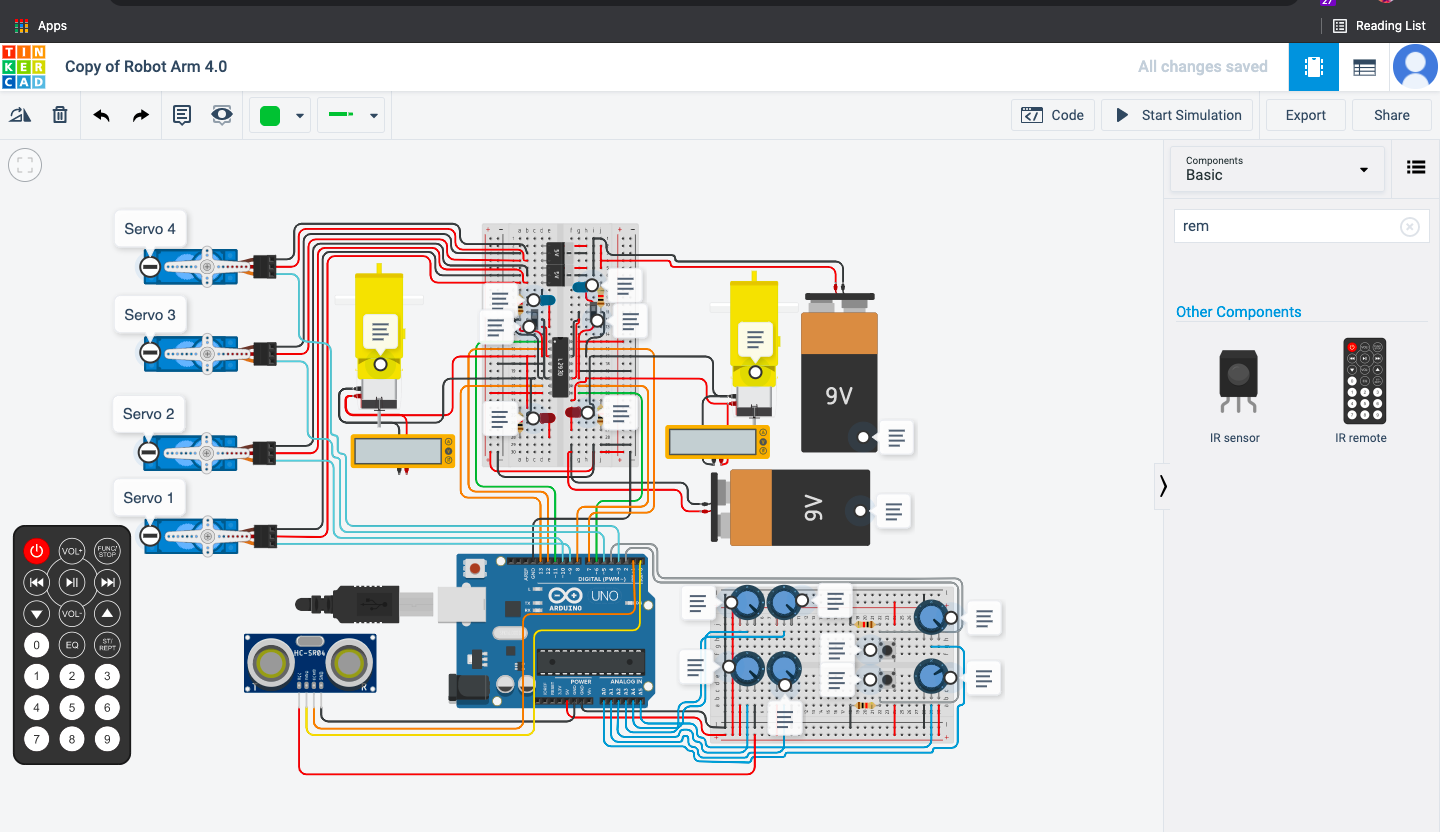 27
Apps
Reading List
TIN
KER
CAD
Copy of Robot Arm 4.0
All changes saved
Code
Start Simulation
Export
Share
Components
Basic
rem
Other Components
IR sensor
IR remote
Servo 4
Servo 3
Servo 2
Servo 1
L293D
9V
9V
VOL+
FUNC/
STOP
VOL-
0
EQ
ST/
REPT
1
2
3
4
5
6
7
8
9
HC-SR04
T
R
DIGITAL (PWM~)
UNO
ARDUINO
POWER
ANALOG IN